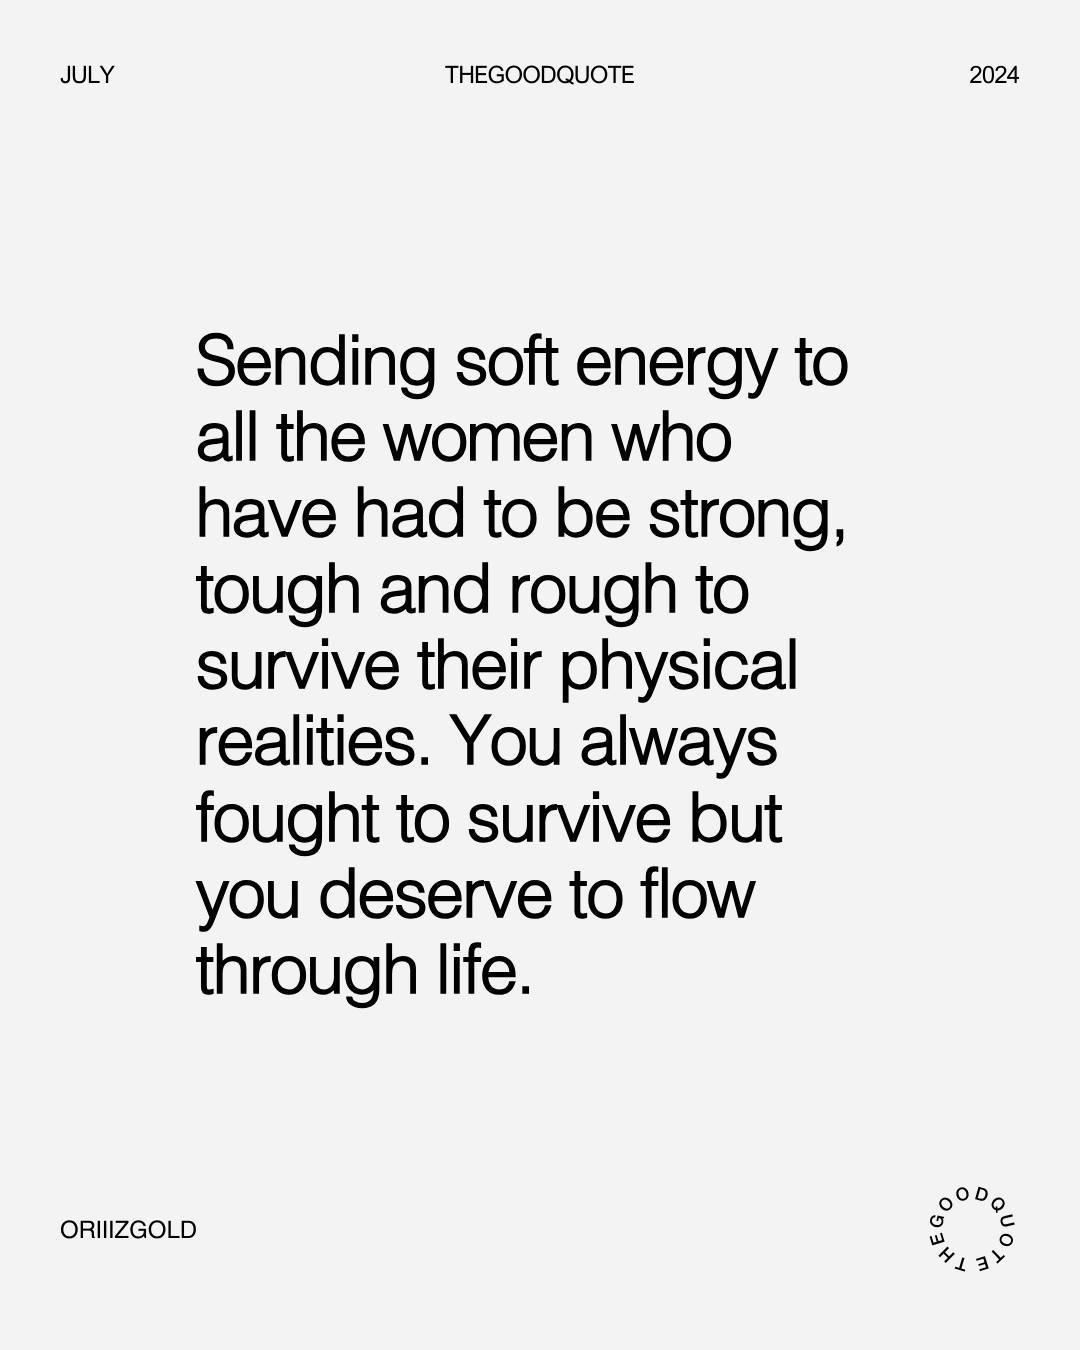 JULY THEGOODQUOTE 2024
Sending soft energy to
all the women who
have had to be strong,
tough and rough to
survive their physical
realities. You always
fought to survive but
you deserve to flow
through life.
ORIIIZGOLD
THEGOODQUOTE